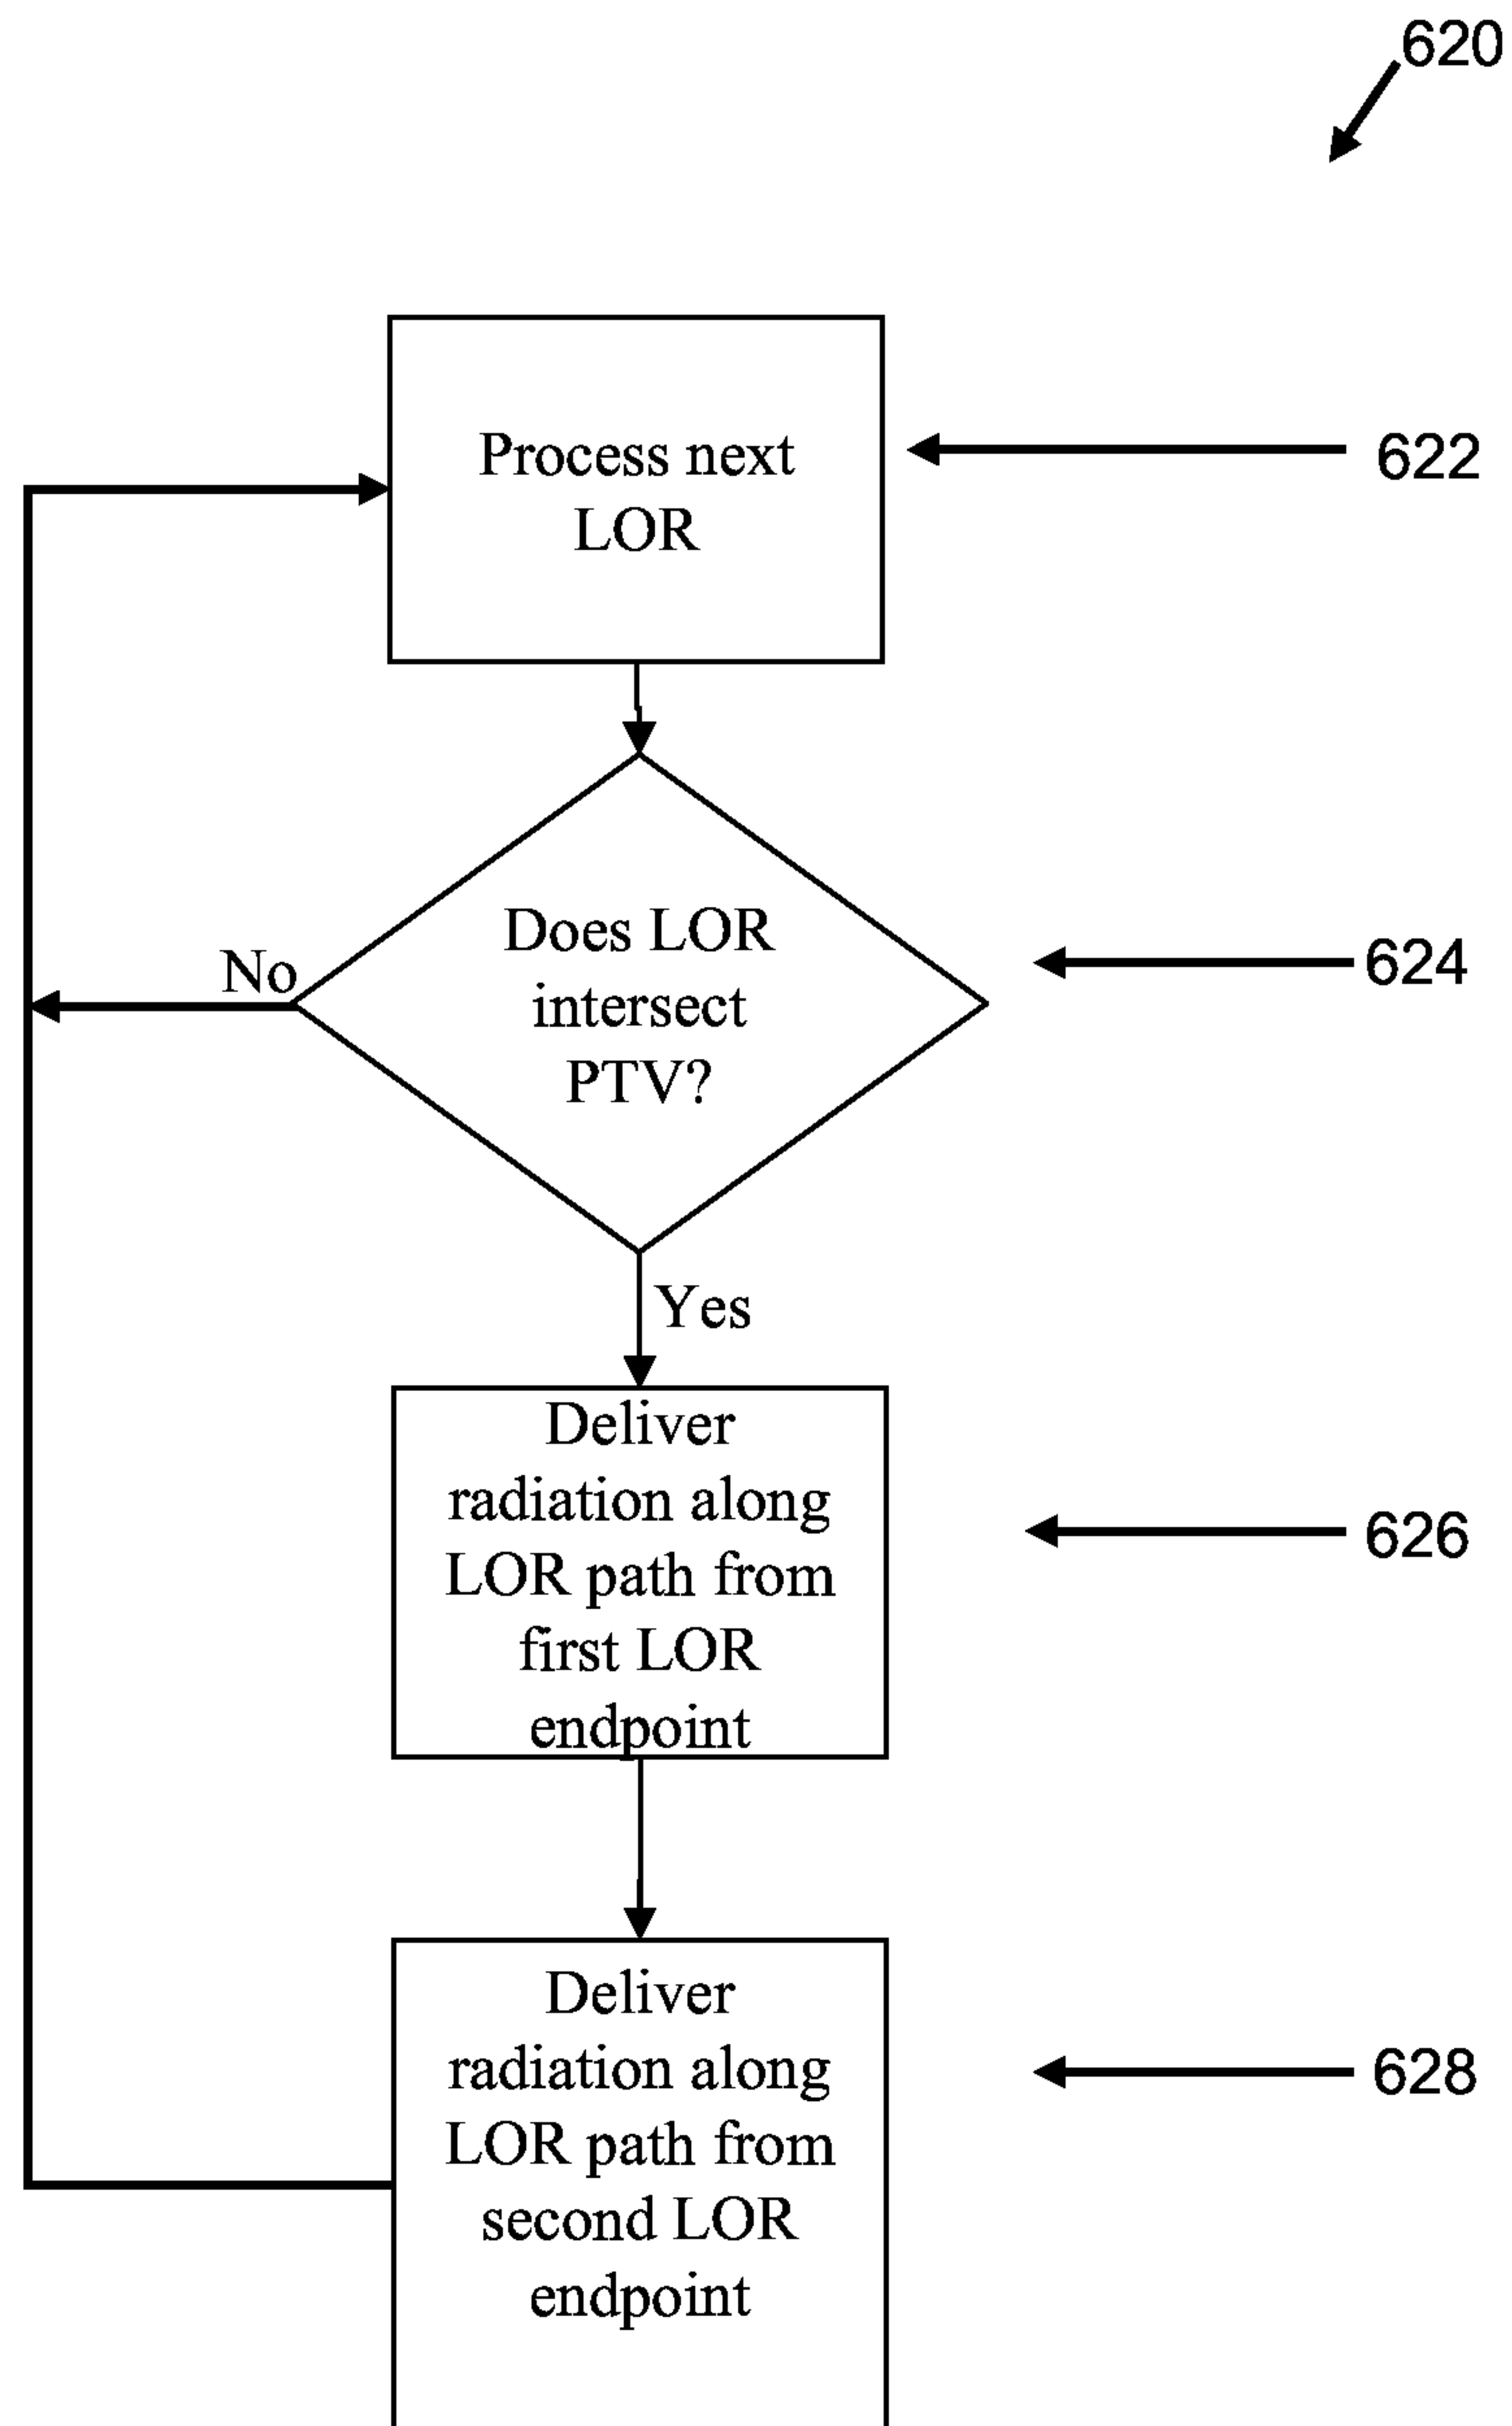 620
Process next
LOR
622
Does LOR
intersect
PTV?
624
No
Yes
Deliver
radiation along
LOR path from
first LOR
endpoint
626
Deliver
radiation along
LOR path from
second LOR
endpoint
628